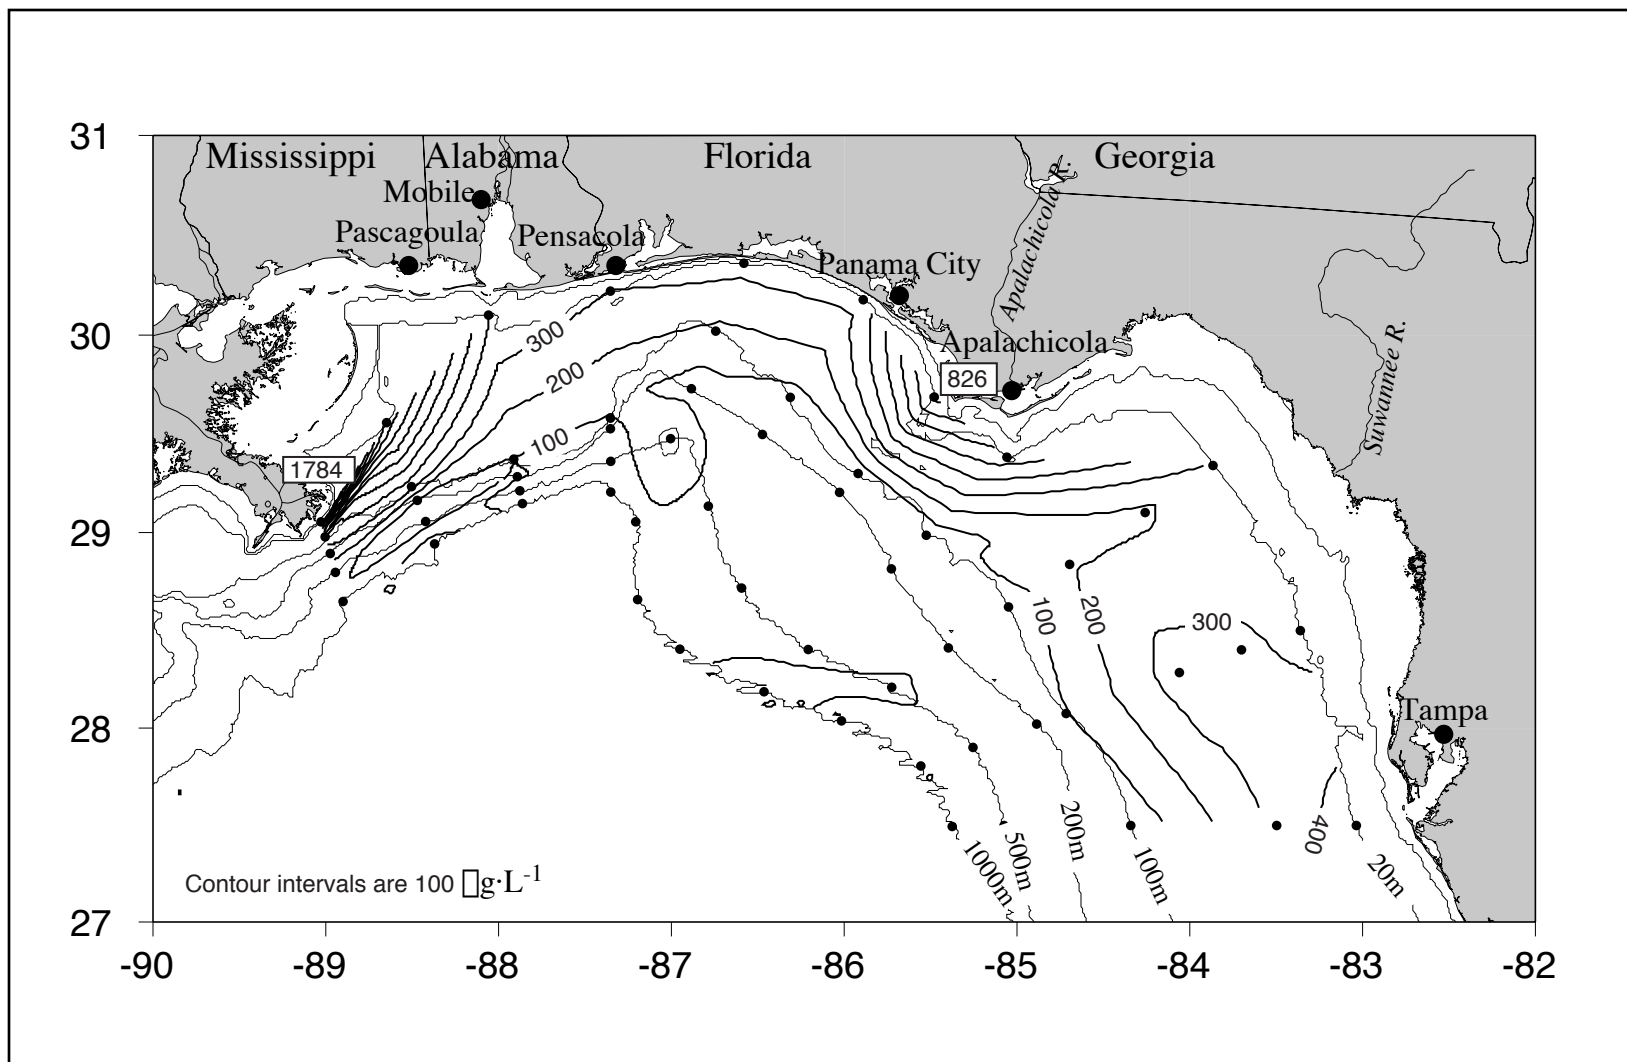 31
Mississippi Alabama Florida Georgia
Mobile
Apalachicola R.
Pascagoula Pensacola
Panama City
30
300
Apalachicola
Suwannee R.
200
826
100
1784
29
100
200
300
28
Tampa
400
200m
500m
1000m
100m
20m
Contour intervals are 100 □g·L-1
27
-90 -89 -88 -87 -86 -85 -84 -83 -82